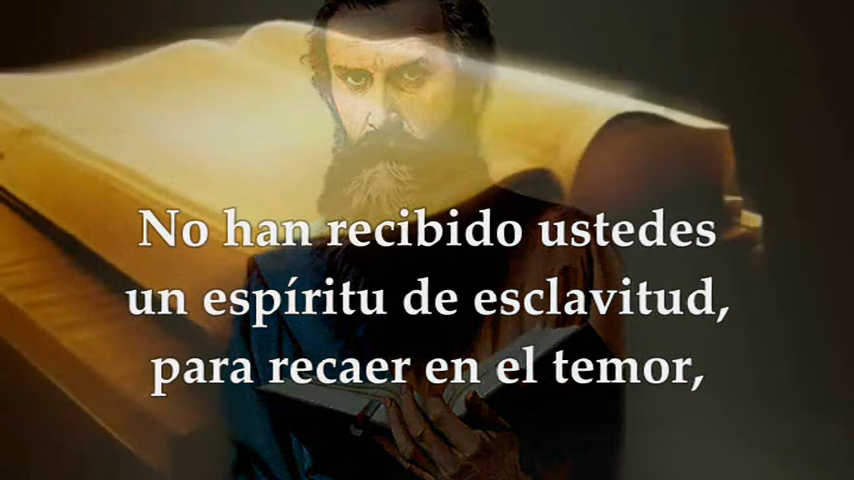 No han recibido ustedes
un espíritu de esclavitud,
para recaer en el temor,